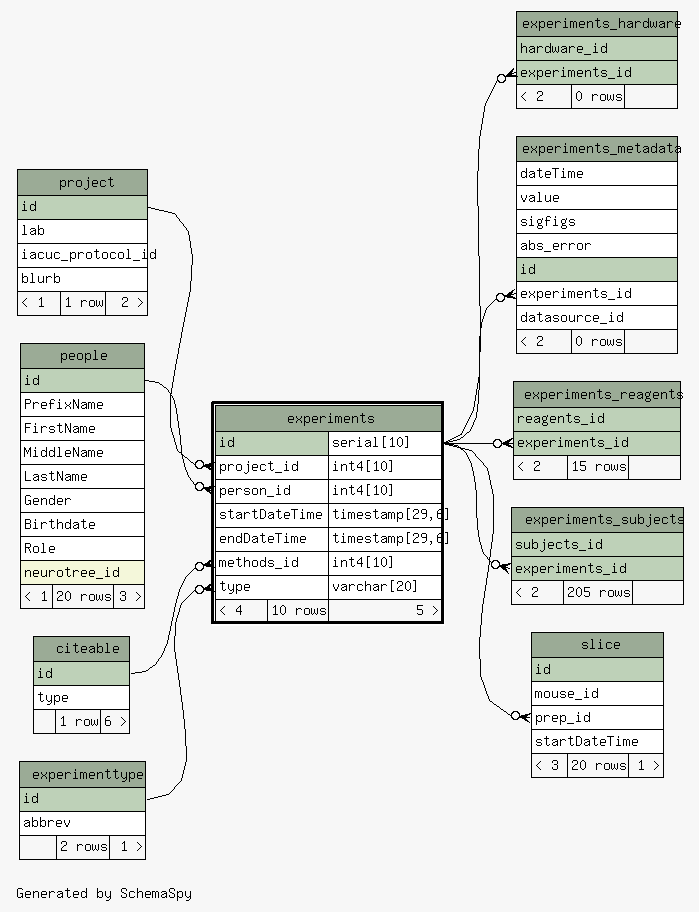 experiments_hardware
hardware_id
experiments_id
< 2 0 rows
experiments_metadata
dateTime
value
sigfigs
abs_error
id
experiments_id
datasource_id
< 2 0 rows
project
id
lab
iacuc_protocol_id
blurb
< 1 1 row 2 >
people
id
PrefixName
FirstName
MiddleName
LastName
Gender
Birthdate
Role
neurotree_id
< 1 20 rows 3 >
experiments
id serial[10]
project_id int4[10]
person_id int4[10]
startDateTime timestamp[29,6]
endDateTime timestamp[29,6]
methods_id int4[10]
type varchar[20]
< 4 10 rows 5 >
experiments_reagents
reagents_id
experiments_id
< 2 15 rows
experiments_subjects
subjects_id
experiments_id
< 2 205 rows
citeable
id
type
1 row 6 >
slice
id
mouse_id
prep_id
startDateTime
< 3 20 rows 1 >
experimenttype
id
abbrev
2 rows 1 >
Generated by SchemaSpy